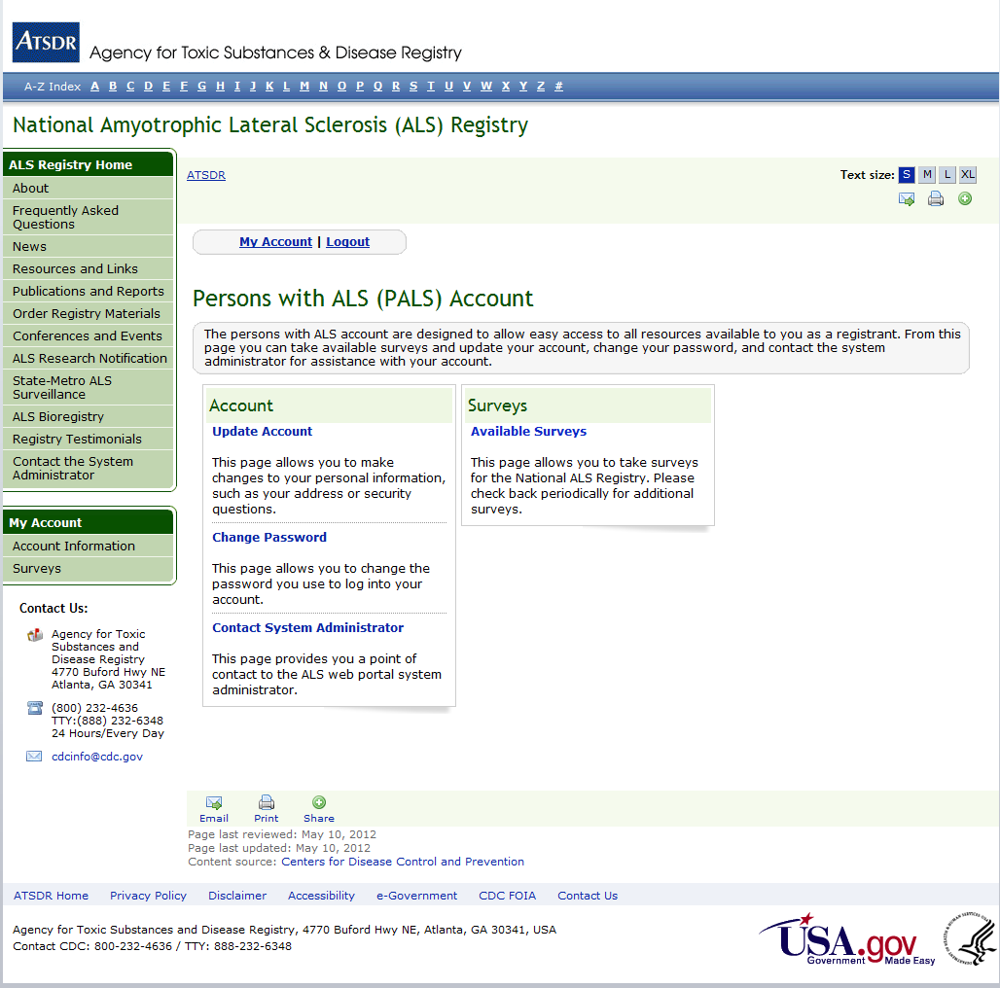 ATSDR Agency for Toxic Substances & Disease Registry
A-Z Index A B C D E F G H I J K L M N O P Q R S T U V W X Y Z #
National Amyotrophic Lateral Sclerosis (ALS) Registry
ALS Registry Home
About
Frequently Asked
Questions
News
Resources and Links
Publications and Reports
Order Registry Materials
Conferences and Events
ALS Research Notification
State-Metro ALS
Surveillance
ALS Bioregistry
Registry Testimonials
Contact the System
Administrator
My Account
Account Information
Surveys
Contact Us:
Agency for Toxic
Substances and
Disease Registry
4770 Buford Hwy NE
Atlanta, GA 30341
(800) 232-4636
TTY:(888) 232-6348
24 Hours/Every Day
cdcinfo@cdc.gov
ATSDR
Text size: S M L XL
My Account | Logout
Persons with ALS (PALS) Account
The persons with ALS account are designed to allow easy access to all resources available to you as a registrant. From this
page you can take available surveys and update your account, change your password, and contact the system
administrator for assistance with your account.
Account
Update Account
This page allows you to make
changes to your personal information,
such as your address or security
questions.
Change Password
This page allows you to change the
password you use to log into your
account.
Contact System Administrator
This page provides you a point of
contact to the ALS web portal system
administrator.
Surveys
Available Surveys
This page allows you to take surveys
for the National ALS Registry. Please
check back periodically for additional
surveys.
Email Print Share
Page last reviewed: May 10, 2012
Page last updated: May 10, 2012
Content source: Centers for Disease Control and Prevention
ATSDR Home Privacy Policy Disclaimer Accessibility e-Government CDC FOIA Contact Us
Agency for Toxic Substances and Disease Registry, 4770 Buford Hwy NE, Atlanta, GA 30341, USA
Contact CDC: 800-232-4636 / TTY: 888-232-6348
USA.gov
Government Made Easy